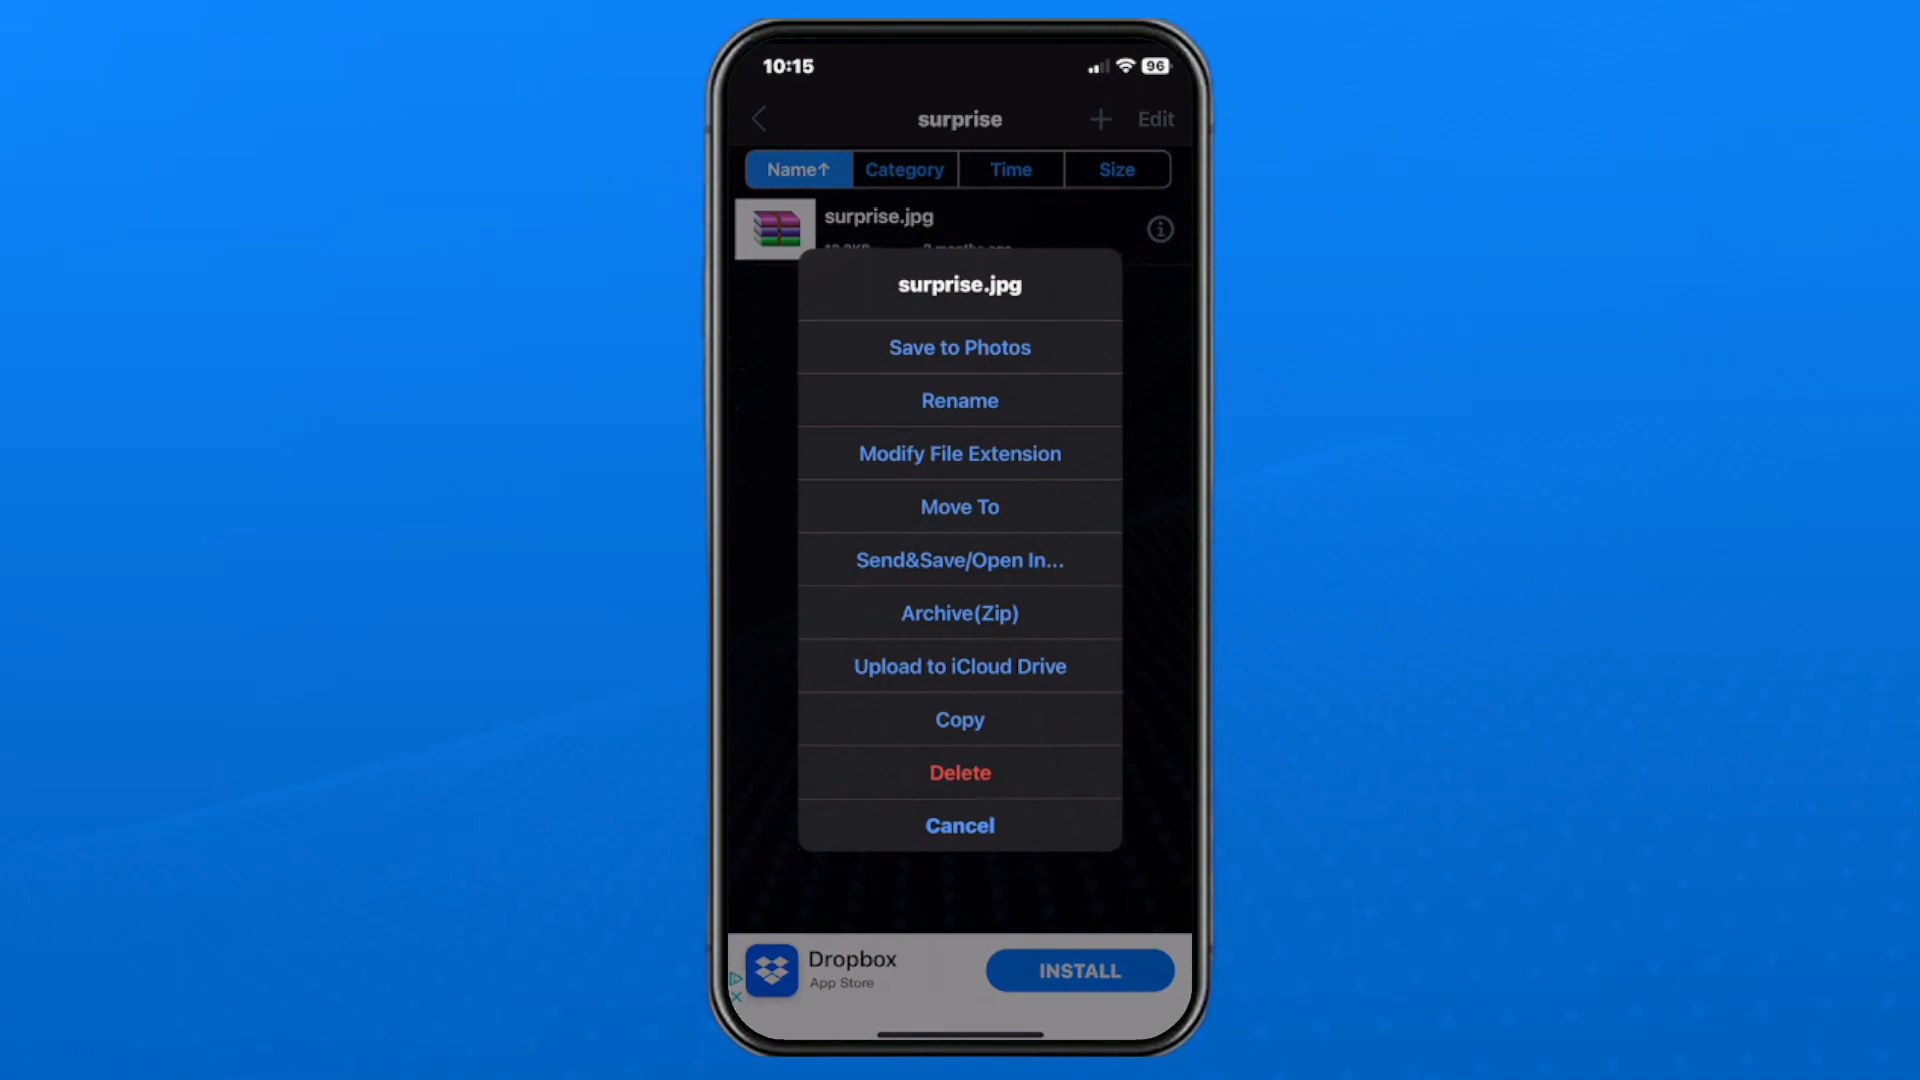 10:15
96
surprise
+ Edit
Name↑ Category Time Size
surprise.jpg
surprise.jpg
Save to Photos
Rename
Modify File Extension
Move To
Send&Save/Open In...
Archive(Zip)
Upload to iCloud Drive
Copy
Delete
Cancel
Dropbox
App Store
INSTALL